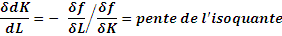 δdK/dL = − δf/δL / δf/δK = pente de l'isoquante